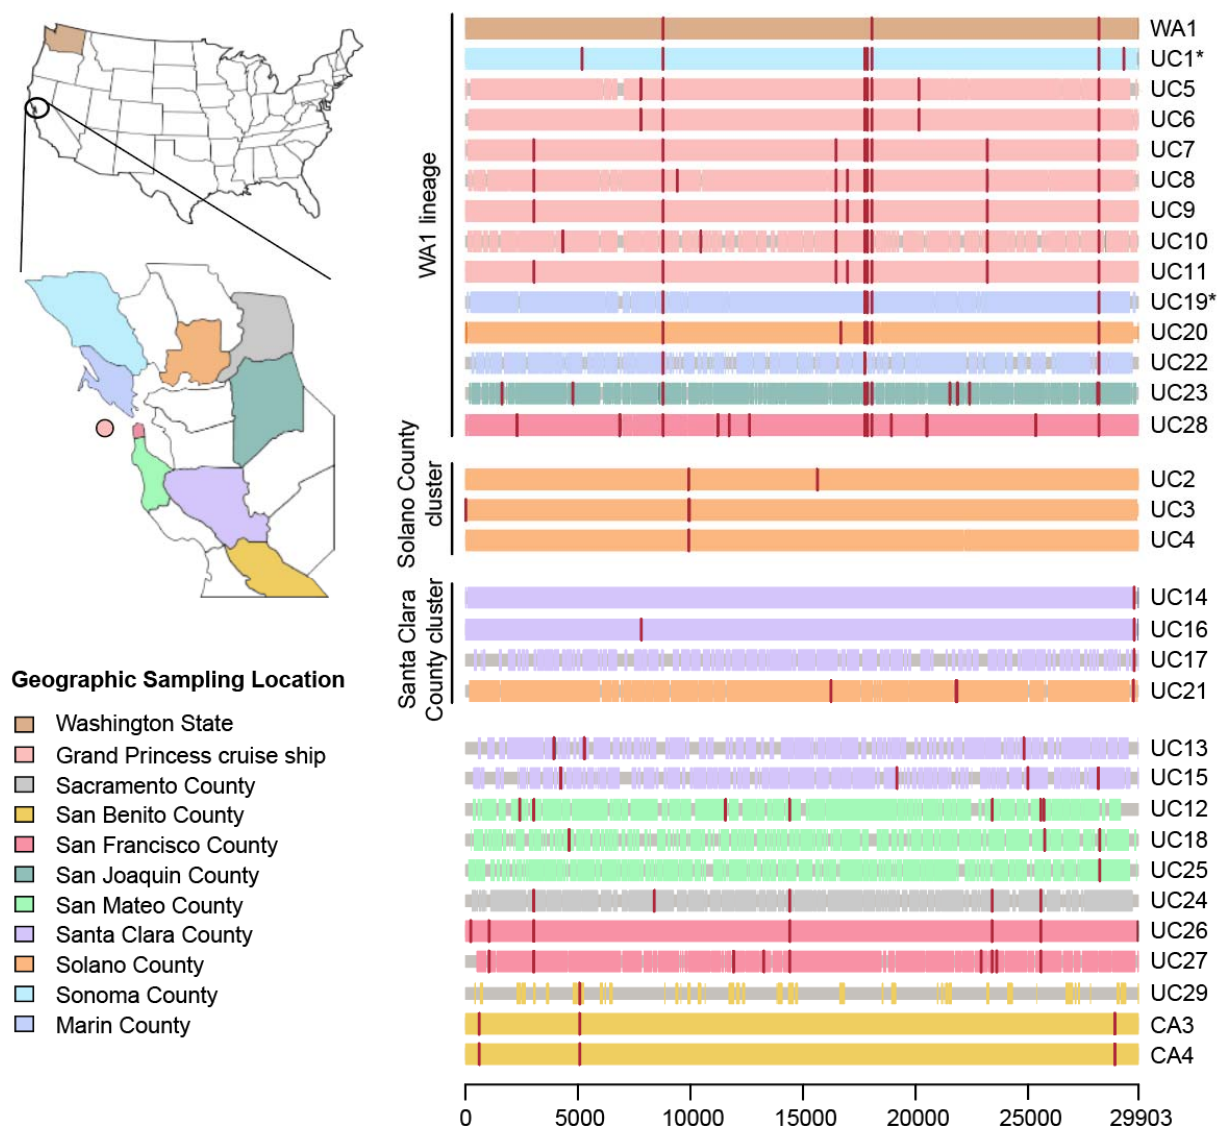 WA1 lineage
WA1
UC1*
UC5
UC6
UC7
UC8
UC9
UC10
UC11
UC19*
UC20
UC22
UC23
UC28
Solano County
cluster
UC2
UC3
UC4
Santa Clara
County cluster
UC14
UC16
UC17
UC21
UC13
UC15
UC12
UC18
UC25
UC24
UC26
UC27
UC29
CA3
CA4
0 5000 10000 15000 20000 25000 29903
Geographic Sampling Location
Washington State
Grand Princess cruise ship
Sacramento County
San Benito County
San Francisco County
San Joaquin County
San Mateo County
Santa Clara County
Solano County
Sonoma County
Marin County